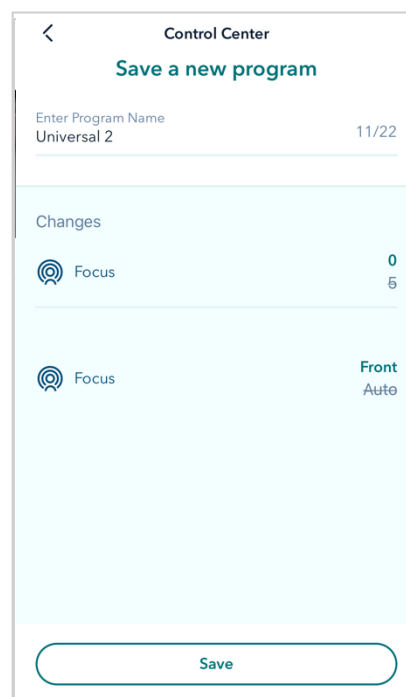 Control Center
Save a new program
Enter Program Name
Universal 2
11/22
Changes
Focus
0
5
Focus
Front
Auto
Save